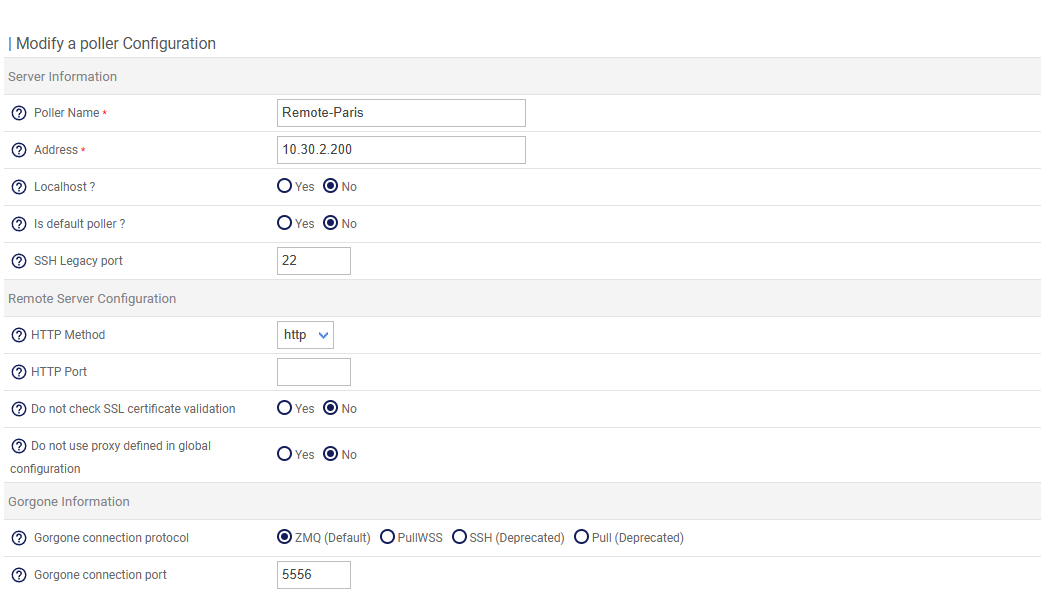 | Modify a poller Configuration
Server Information
? Poller Name * Remote-Paris
? Address * 10.30.2.200
? Localhost ? Yes No
? Is default poller ? Yes No
? SSH Legacy port 22
Remote Server Configuration
? HTTP Method http
? HTTP Port
? Do not check SSL certificate validation Yes No
? Do not use proxy defined in global
configuration Yes No
Gorgone Information
? Gorgone connection protocol ZMQ (Default) PullWSS SSH (Deprecated) Pull (Deprecated)
? Gorgone connection port 5556